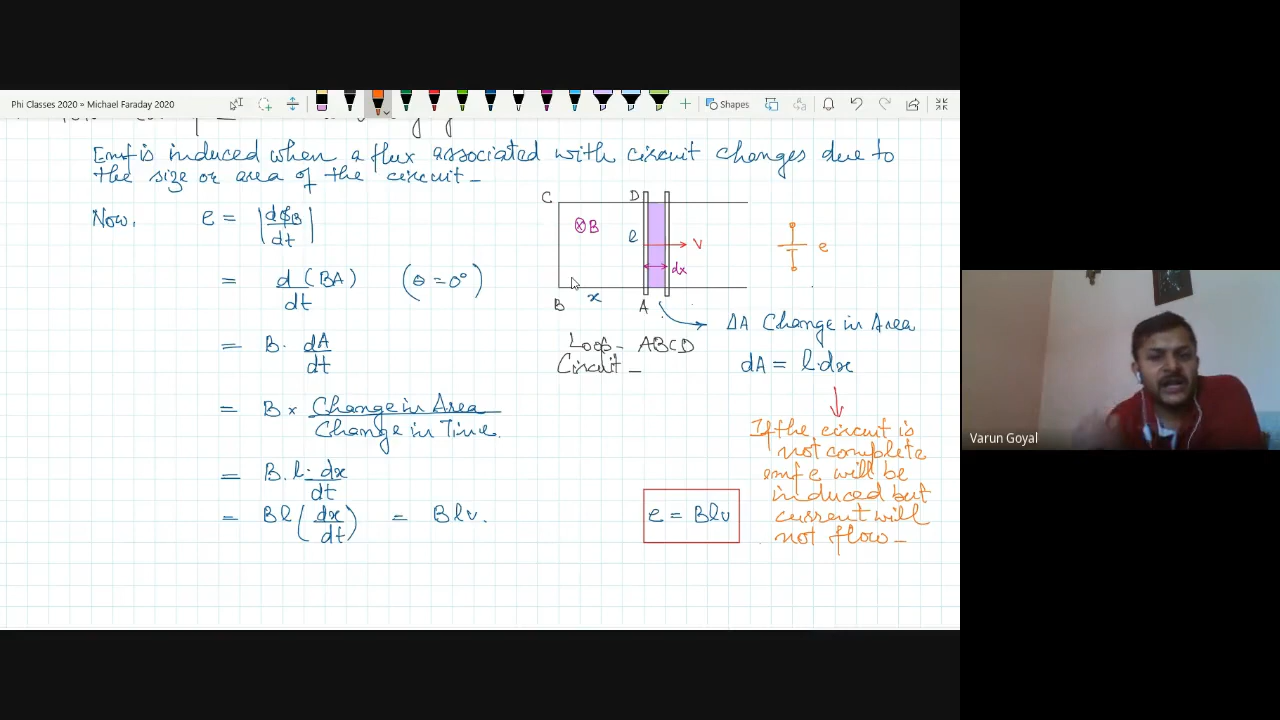 Phi Classes 2020 » Michael Faraday 2020
Shapes
Emf is induced when a flux associated with circuit changes due to
the size or area of the circuit -
Now, e = |dϕB/dt|
= d/dt (BA) (θ = 0°)
= B. dA/dt
= B × Change in Area / Change in Time.
= B. l. dx/dt
= Bl (dx/dt) = Blv.
C D
⊗ B
l
V
dx
x
B A
e
Loop - ABCD
Circuit -
ΔA Change in Area
dA = l.dx
If the circuit is
not complete
emf e will be
induced but
current will
not flow -
e = Blv
Varun Goyal